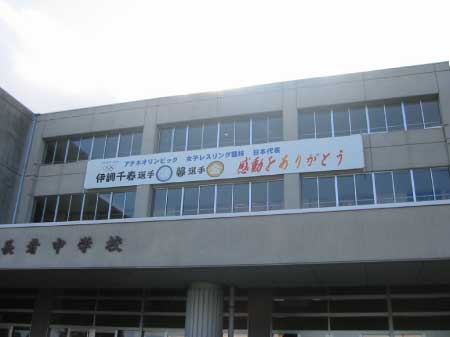 アテネオリンピック 女子レスリング競技 日本代表
伊調千春選手 馨選手 感動をありがとう
長者中学校